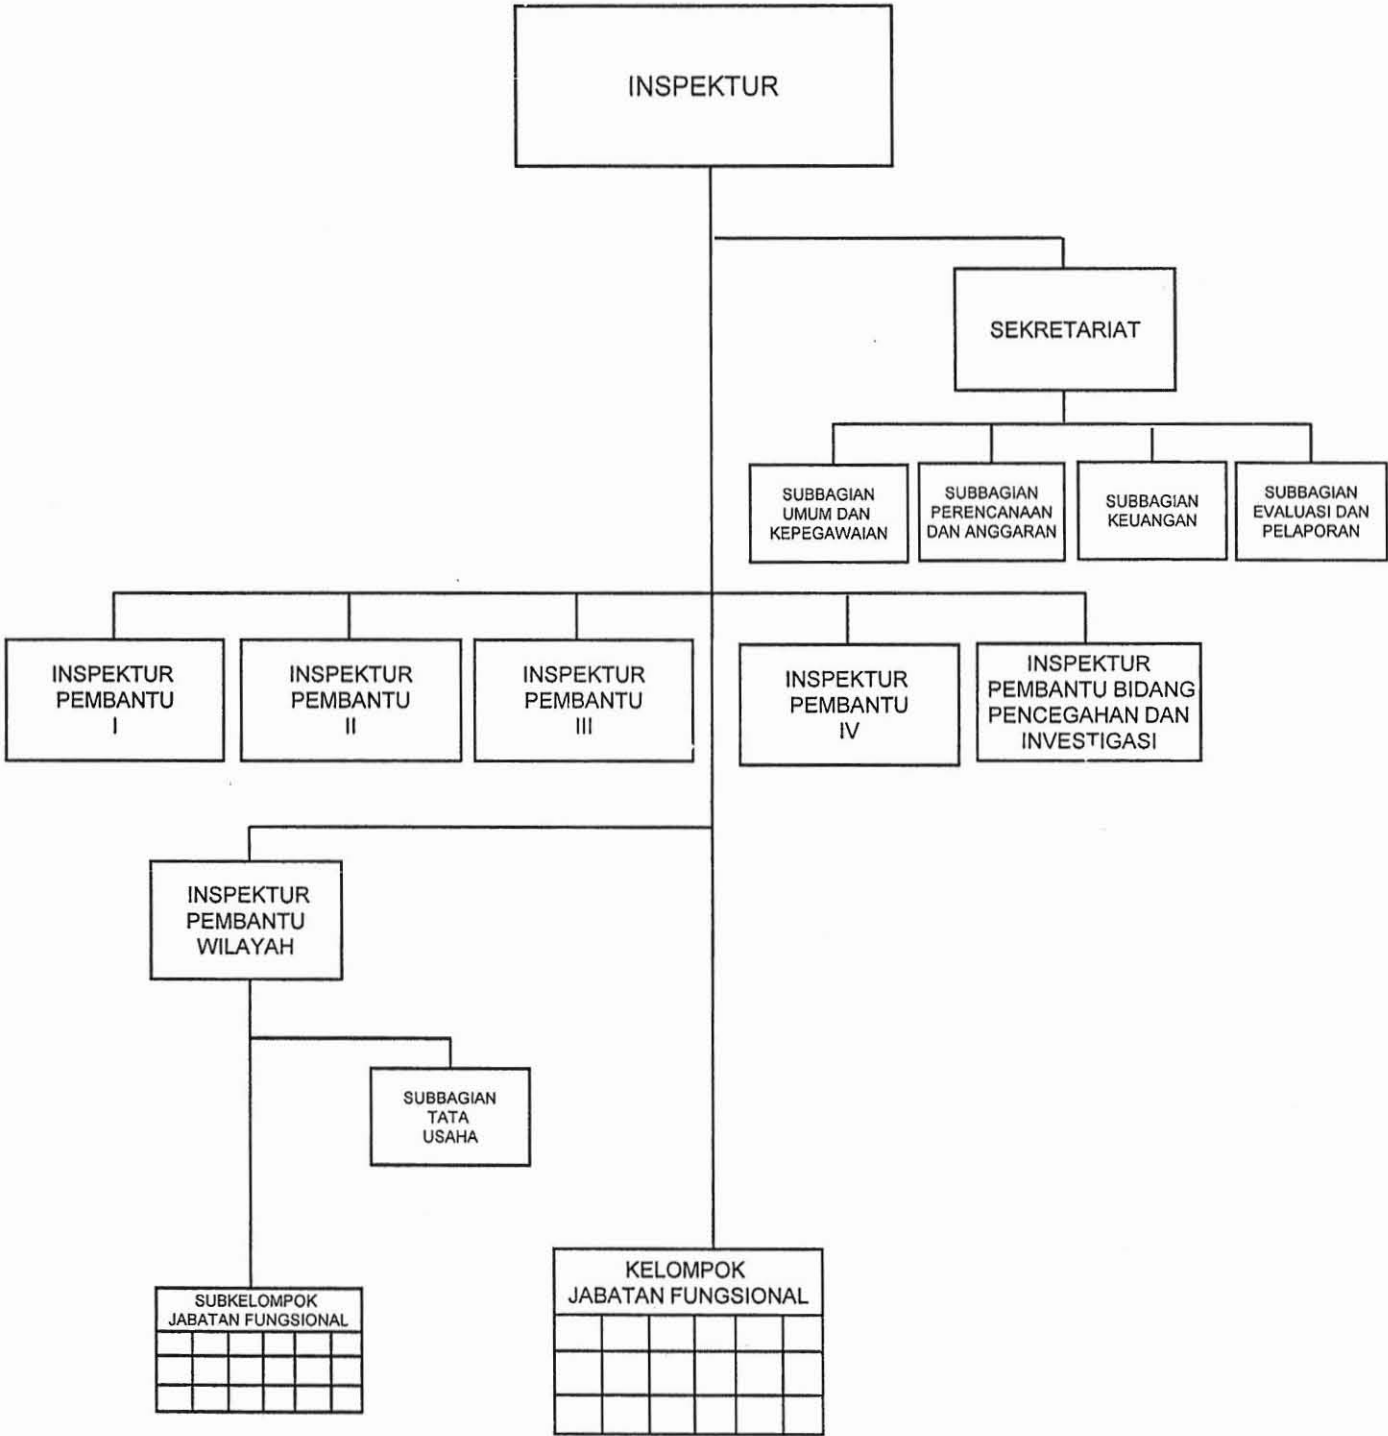 INSPEKTUR
SEKRETARIAT
SUBBAGIAN
UMUM DAN
KEPEGAWAIAN
SUBBAGIAN
PERENCANAAN
DAN ANGGARAN
SUBBAGIAN
KEUANGAN
SUBBAGIAN
EVALUASI DAN
PELAPORAN
INSPEKTUR
PEMBANTU
I
INSPEKTUR
PEMBANTU
II
INSPEKTUR
PEMBANTU
III
INSPEKTUR
PEMBANTU
IV
INSPEKTUR
PEMBANTU BIDANG
PENCEGAHAN DAN
INVESTIGASI
INSPEKTUR
PEMBANTU
WILAYAH
SUBBAGIAN
TATA
USAHA
SUBKELOMPOK
JABATAN FUNGSIONAL
KELOMPOK
JABATAN FUNGSIONAL